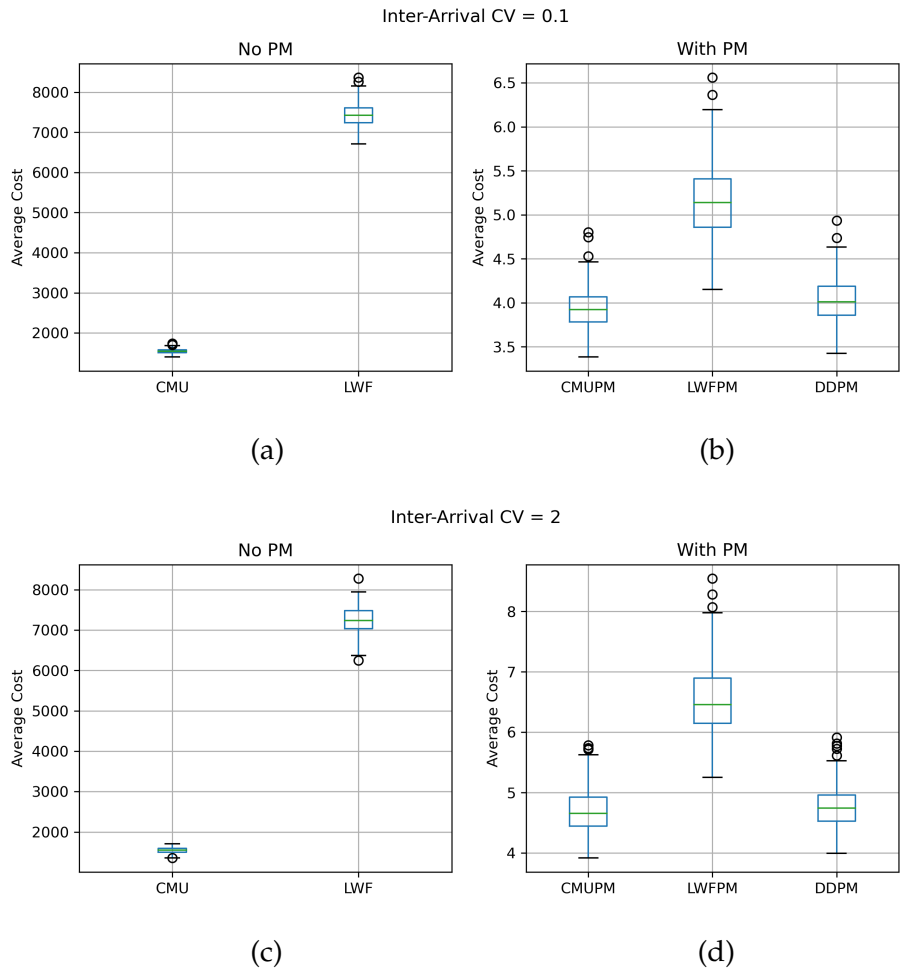 Inter-Arrival CV = 0.1
No PM
With PM
Average Cost
8000
7000
6000
5000
4000
3000
2000
CMU
LWF
Average Cost
6.5
6.0
5.5
5.0
4.5
4.0
3.5
CMUPM
LWFPM
DDPM
(a)
(b)
Inter-Arrival CV = 2
No PM
With PM
Average Cost
8000
7000
6000
5000
4000
3000
2000
CMU
LWF
Average Cost
8
7
6
5
4
CMUPM
LWFPM
DDPM
(c)
(d)